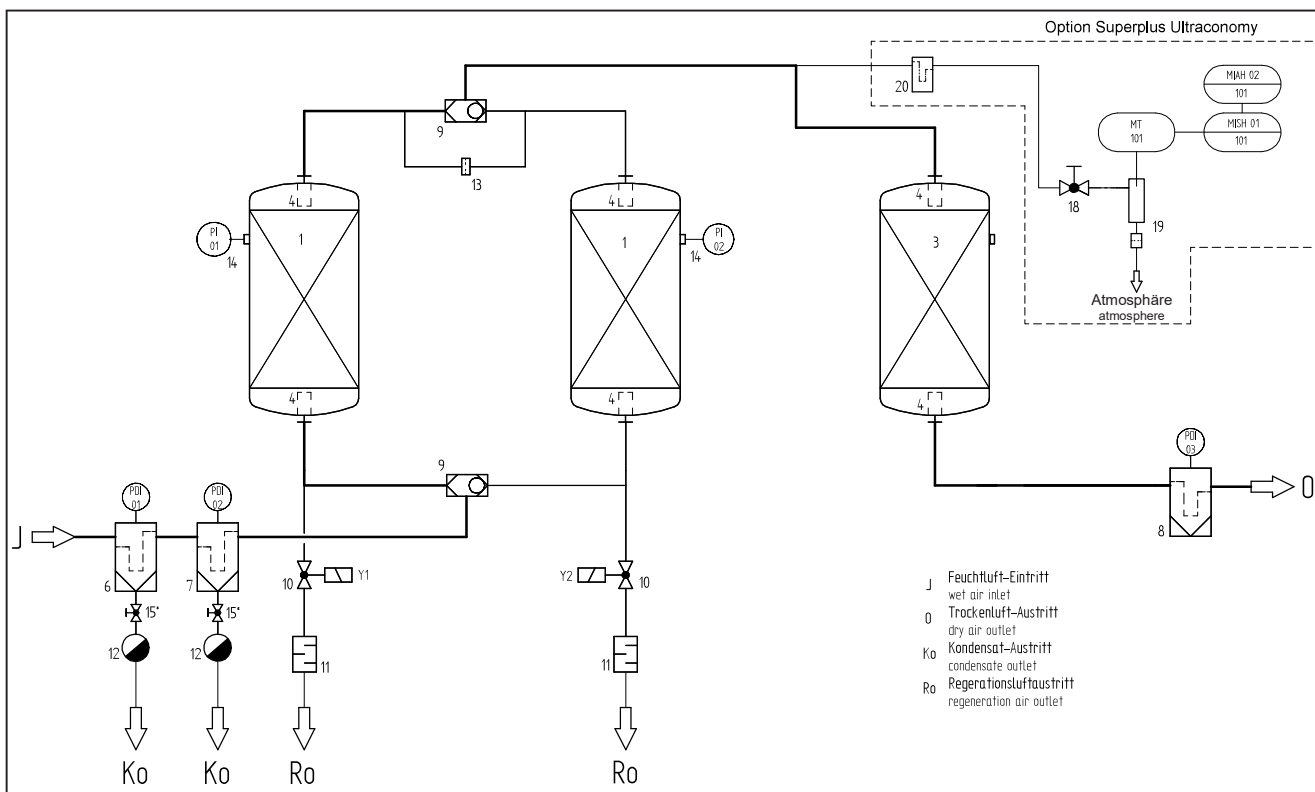 Option Superplus Ultraconomy
20
MIAH 02
101
MT
101
MISH 01
101
9
13
18
19
Atmosphäre
atmosphere
4
4
4
PI
01
14
1
1
PI
02
14
3
4
4
4
9
PDI
01
PDI
02
PDI
03
J
O
6
7
8
15*
15*
12
12
10
Y1
Y2
10
11
11
Ko
Ko
Ro
Ro
J Feuchtluft-Eintritt
wet air inlet
O Trockenluft-Austritt
dry air outlet
Ko Kondensat-Austritt
condensate outlet
Ro Regerationsluftaustritt
regeneration air outlet